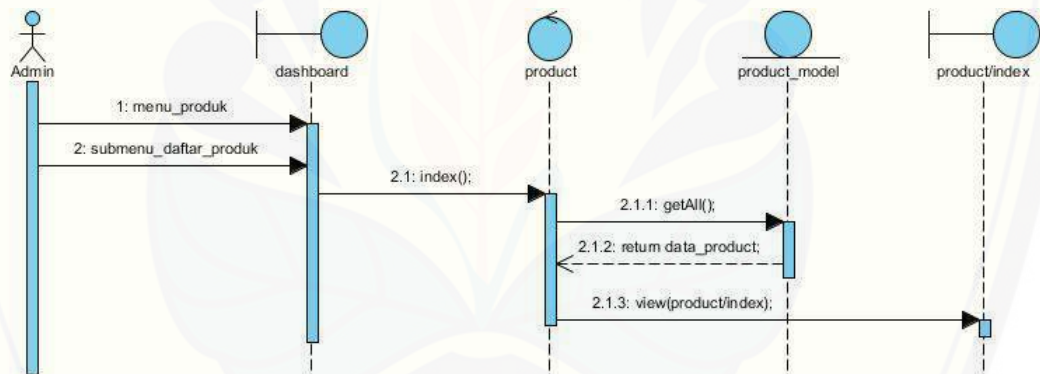 Admin
dashboard
product
product_model
product/index
1: menu_produk
2: submenu_daftar_produk
2.1: index();
2.1.1: getAll();
2.1.2: return data_product;
2.1.3: view(product/index);